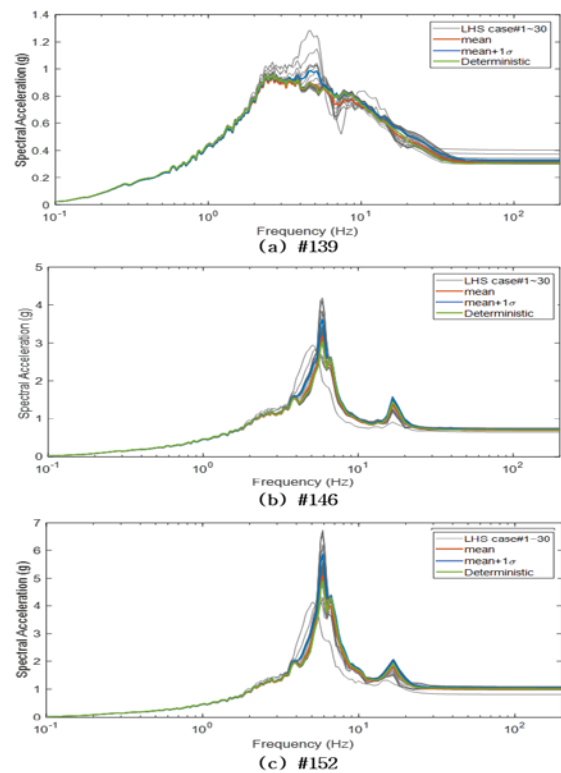 1.4
1.2
1.0
0.8
0.6
0.4
0.2
0
Spectral Acceleration (g)
LHS case#1~30
mean
mean+1σ
Deterministic
10-1 100 101 102
Frequency (Hz)
(a) #139
5
4
3
2
1
0
Spectral Acceleration (g)
LHS case#1~30
mean
mean+1σ
Deterministic
10-1 100 101 102
Frequency (Hz)
(b) #146
7
6
5
4
3
2
1
0
Spectral Acceleration (g)
LHS case#1~30
mean
mean+1σ
Deterministic
10-1 100 101 102
Frequency (Hz)
(c) #152